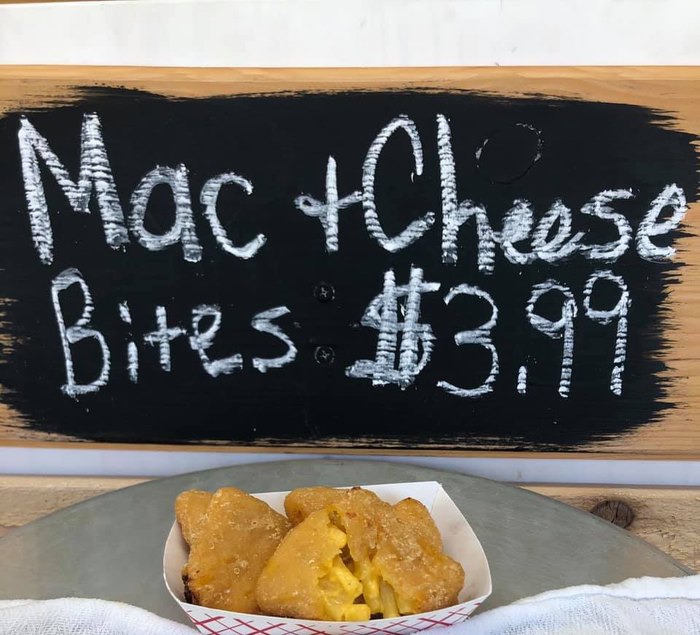 Mac + Cheese
Bites $3.99